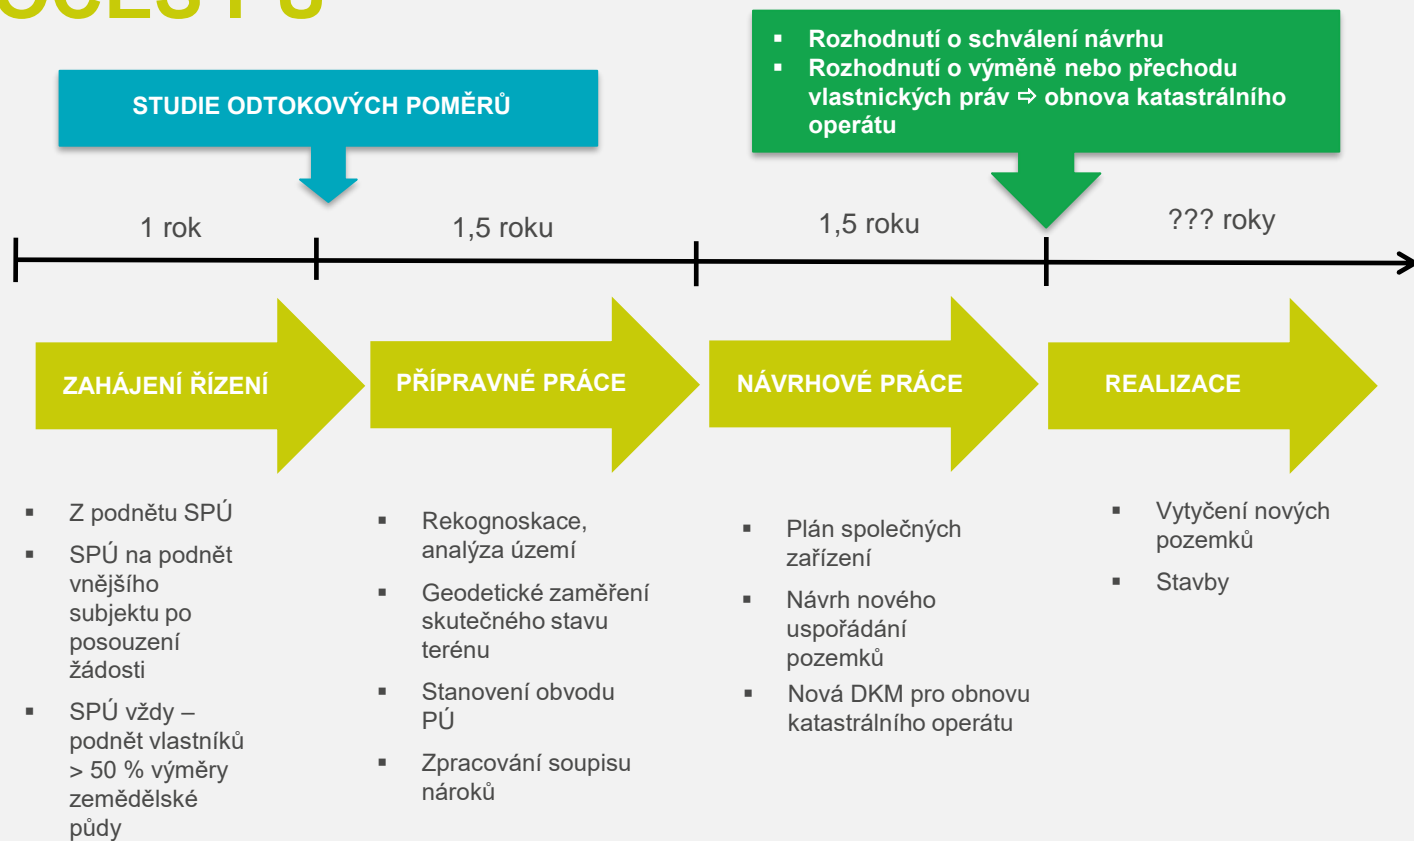 STUDIE ODTOKOVÝCH POMĚRŮ
▪ Rozhodnutí o schválení návrhu
▪ Rozhodnutí o výměně nebo přechodu
vlastnických práv ⇨ obnova katastrálního
operátu
1 rok
1,5 roku
1,5 roku
??? roky
ZAHÁJENÍ ŘÍZENÍ
PŘÍPRAVNÉ PRÁCE
NÁVRHOVÉ PRÁCE
REALIZACE
▪ Z podnětu SPÚ
▪ SPÚ na podnět
vnějšího
subjektu po
posouzení
žádosti
▪ SPÚ vždy –
podnět vlastníků
> 50 % výměry
zemědělské
půdy
▪ Rekognoskace,
analýza území
▪ Geodetické zaměření
skutečného stavu
terénu
▪ Stanovení obvodu
PÚ
▪ Zpracování soupisu
nároků
▪ Plán společných
zařízení
▪ Návrh nového
uspořádání
pozemků
▪ Nová DKM pro obnovu
katastrálního operátu
▪ Vytyčení nových
pozemků
▪ Stavby